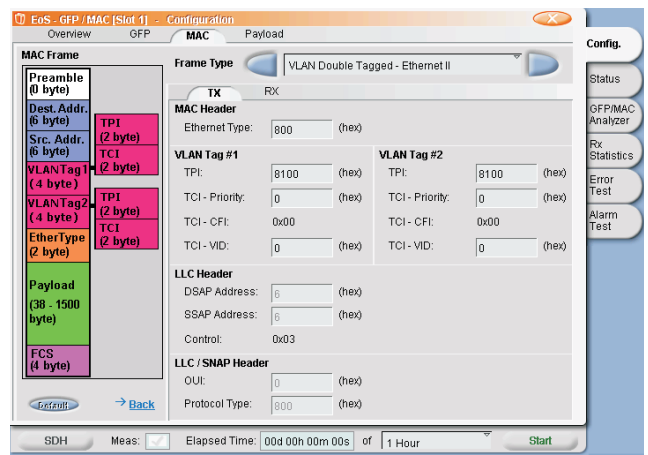 EoS - GFP / MAC [Slot 1] - Configuration
Overview GFP MAC Payload
MAC Frame
Preamble
(0 byte)
Dest. Addr.
(6 byte)
Src. Addr.
(6 byte)
VLANTag1
(4 byte)
VLANTag2
(4 byte)
EtherType
(2 byte)
Payload
(38 - 1500
byte)
FCS
(4 byte)
TPI
(2 byte)
TCI
(2 byte)
TPI
(2 byte)
TCI
(2 byte)
Default
→ Back
Frame Type VLAN Double Tagged - Ethernet II
TX RX
MAC Header
Ethernet Type: 800 (hex)
VLAN Tag #1
TPI: 8100 (hex)
TCI - Priority: 0 (hex)
TCI - CFI: 0x00
TCI - VID: 0 (hex)
VLAN Tag #2
TPI: 8100 (hex)
TCI - Priority: 0 (hex)
TCI - CFI: 0x00
TCI - VID: 0 (hex)
LLC Header
DSAP Address: 6 (hex)
SSAP Address: 6 (hex)
Control: 0x03
LLC / SNAP Header
OUI: 0 (hex)
Protocol Type: 800 (hex)
Config.
Status
GFP/MAC
Analyzer
Rx
Statistics
Error
Test
Alarm
Test
SDH Meas: Elapsed Time: 00d 00h 00m 00s of 1 Hour Start